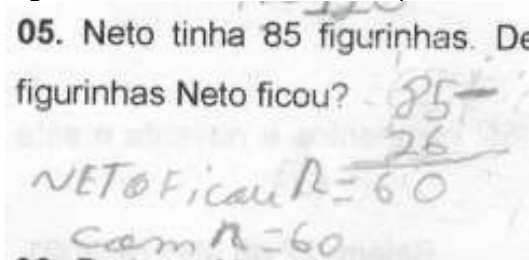 05. Neto tinha 85 figurinhas. De
figurinhas Neto ficou?
85-
26
NETO Ficou R=60
com R=60